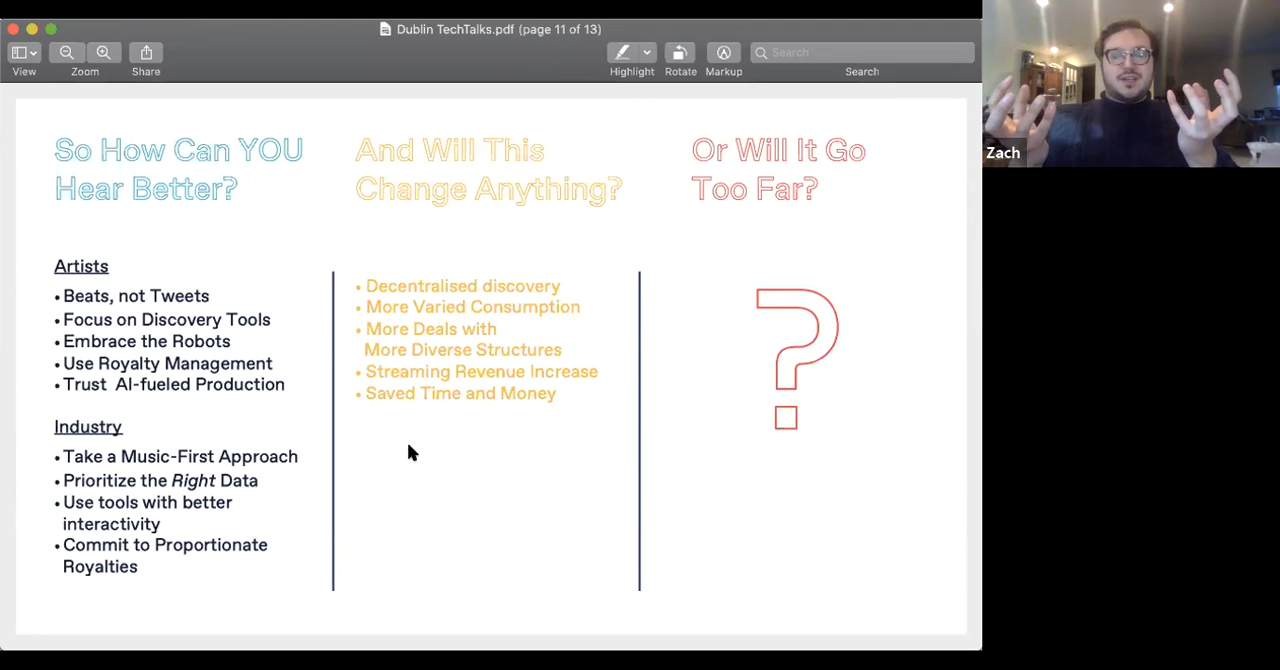 Dublin TechTalks.pdf (page 11 of 13)
View
Zoom
Share
Highlight
Rotate
Markup
Search
Search
Zach
So How Can YOU
Hear Better?
Artists
•Beats, not Tweets
•Focus on Discovery Tools
•Embrace the Robots
•Use Royalty Management
•Trust AI-fueled Production
Industry
•Take a Music-First Approach
•Prioritize the Right Data
•Use tools with better
interactivity
•Commit to Proportionate
Royalties
And Will This
Change Anything?
• Decentralised discovery
• More Varied Consumption
• More Deals with
More Diverse Structures
• Streaming Revenue Increase
• Saved Time and Money
Or Will It Go
Too Far?
?